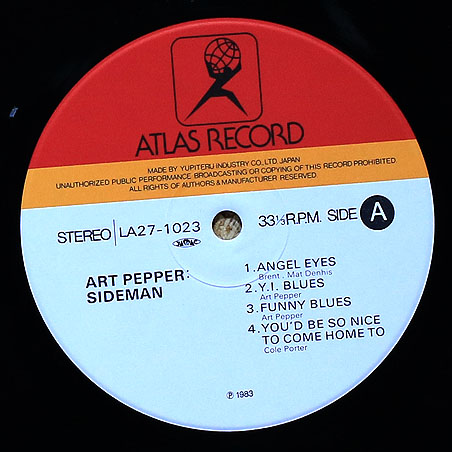 ATLAS RECORD
MADE BY YUPITERU INDUSTRY CO., LTD. JAPAN
UNAUTHORIZED PUBLIC PERFORMANCE. BROADCASTING OR COPYING OF THIS RECORD PROHIBITED
ALL RIGHTS OF AUTHORS & MANUFACTURER RESERVED.
STEREO LA27-1023 33⅓R.P.M. SIDE A
ART PEPPER:
SIDEMAN
1. ANGEL EYES
Brent . Mat Denhis
2. Y.I. BLUES
Art Pepper
3. FUNNY BLUES
Art Pepper
4. YOU'D BE SO NICE
TO COME HOME TO
Cole Porter
℗ 1983